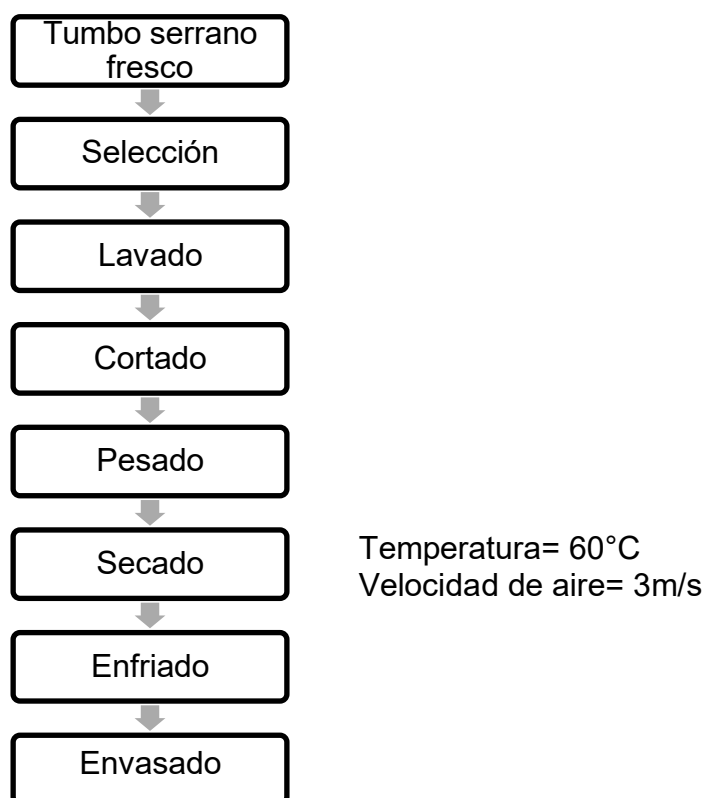 Tumbo serrano
fresco
Selección
Lavado
Cortado
Pesado
Secado
Temperatura= 60°C
Velocidad de aire= 3m/s
Enfriado
Envasado